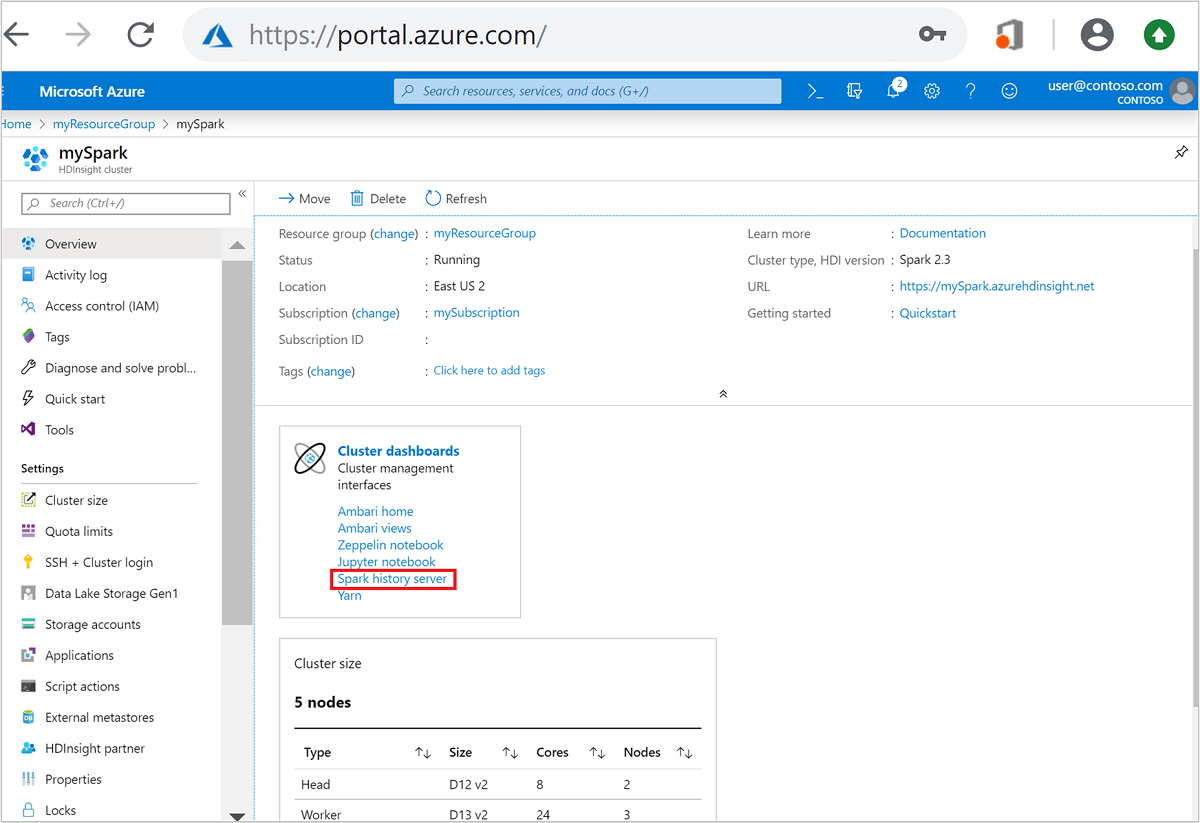 https://portal.azure.com/
Microsoft Azure
Search resources, services, and docs (G+/)
2
user@contoso.com
CONTOSO
Home > myResourceGroup > mySpark
mySpark
HDInsight cluster
Search (Ctrl+/)
«
Overview
Activity log
Access control (IAM)
Tags
Diagnose and solve probl...
Quick start
Tools
Settings
Cluster size
Quota limits
SSH + Cluster login
Data Lake Storage Gen1
Storage accounts
Applications
Script actions
External metastores
HDInsight partner
Properties
Locks
Move Delete Refresh
Resource group (change) : myResourceGroup
Status : Running
Location : East US 2
Subscription (change) : mySubscription
Subscription ID :
Tags (change) : Click here to add tags
Learn more : Documentation
Cluster type, HDI version : Spark 2.3
URL : https://mySpark.azurehdinsight.net
Getting started : Quickstart
Cluster dashboards
Cluster management
interfaces
Ambari home
Ambari views
Zeppelin notebook
Jupyter notebook
Spark history server
Yarn
Cluster size
5 nodes
Type Size Cores Nodes
Head D12 v2 8 2
Worker D13 v2 24 3